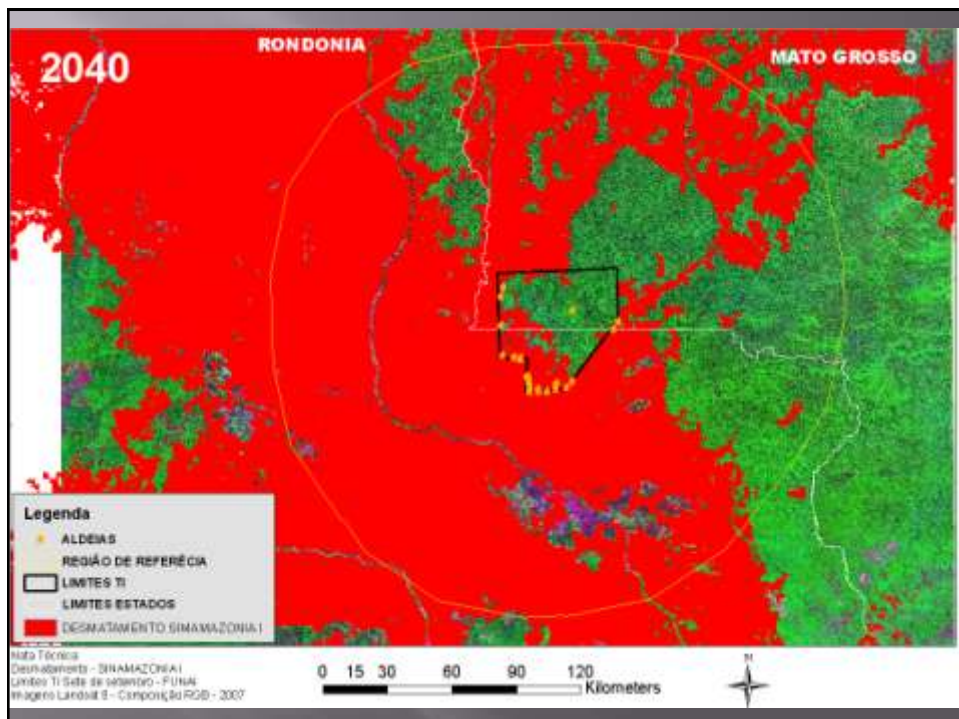 RONDONIA
MATO GROSSO
2040
Legenda
ALDEIAS
REGIÃO DE REFERÊCIA
LIMITES TI
LIMITES ESTADOS
DESMATAMENTO SIMAMAZONIA I
Nota Técnica
Desmatamento - SIMAMAZONIA I
Limites TI Sete de setembro - FUNAI
Imagens Landsat 5 - Composição RGB - 2007
0 15 30 60 90 120
Kilometers
N